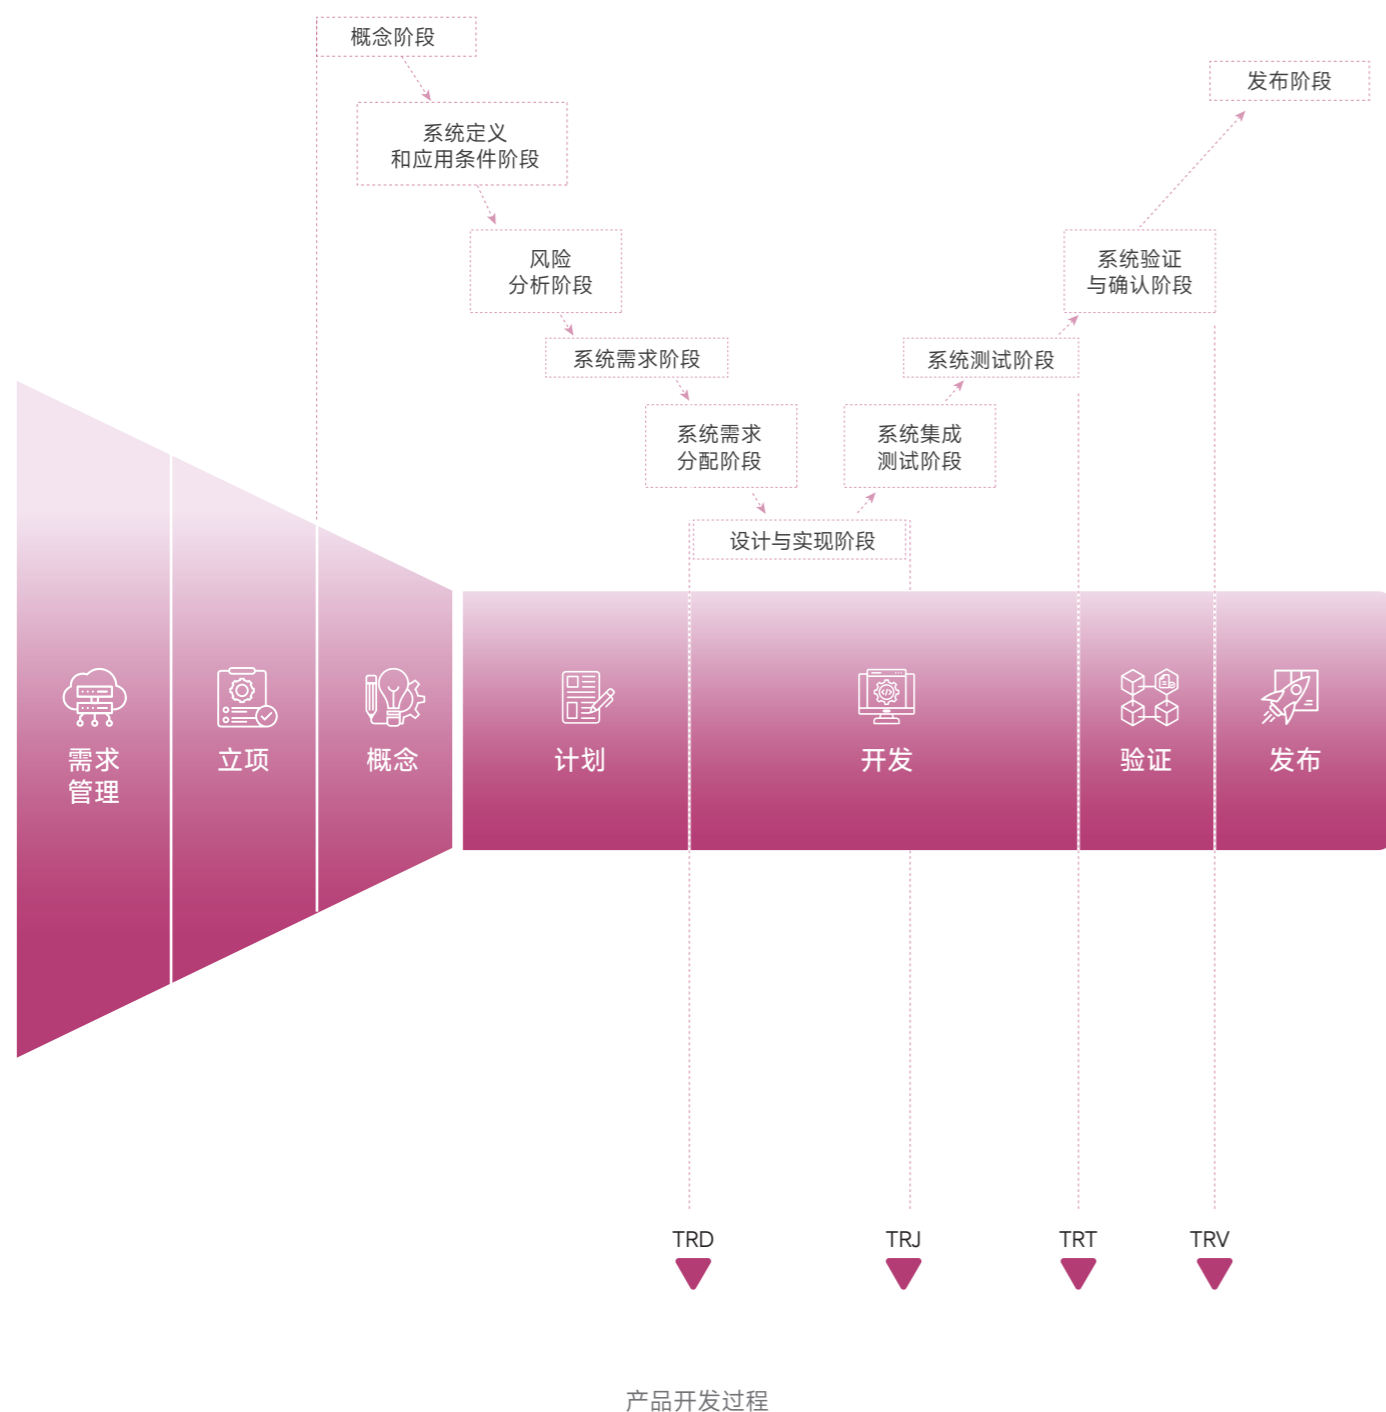 概念阶段
发布阶段
系统定义
和应用条件阶段
风险
分析阶段
系统验证
与确认阶段
系统需求阶段
系统测试阶段
系统需求
分配阶段
系统集成
测试阶段
设计与实现阶段
需求
管理
立项
概念
计划
开发
验证
发布
TRD
TRJ
TRT
TRV
产品开发过程